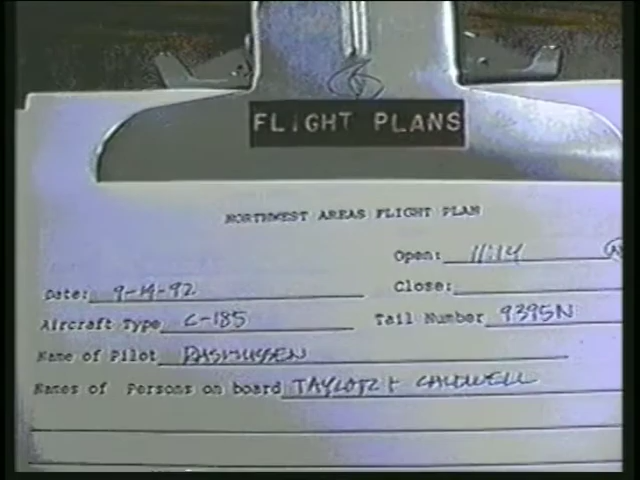 FLIGHT PLANS
NORTHWEST AREAS FLIGHT PLAN
Open: 11:14
Date: 9-14-92 Close:
Aircraft Type C-185 Tail Number 9395N
Name of Pilot RASMUSSEN
Names of Persons on board TAYLOR + CALDWELL